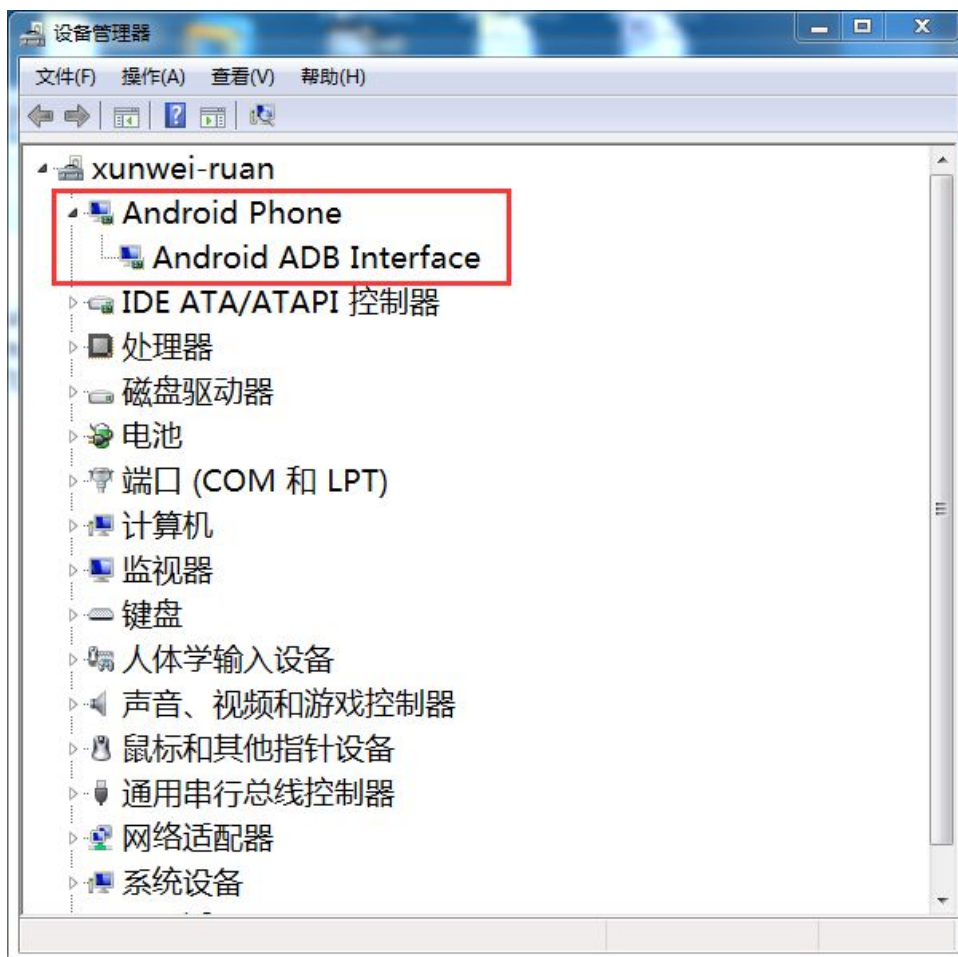 设备管理器
文件(F) 操作(A) 查看(V) 帮助(H)
xunwei-ruan
Android Phone
Android ADB Interface
IDE ATA/ATAPI 控制器
处理器
磁盘驱动器
电池
端口 (COM 和 LPT)
计算机
监视器
键盘
人体学输入设备
声音、视频和游戏控制器
鼠标和其他指针设备
通用串行总线控制器
网络适配器
系统设备